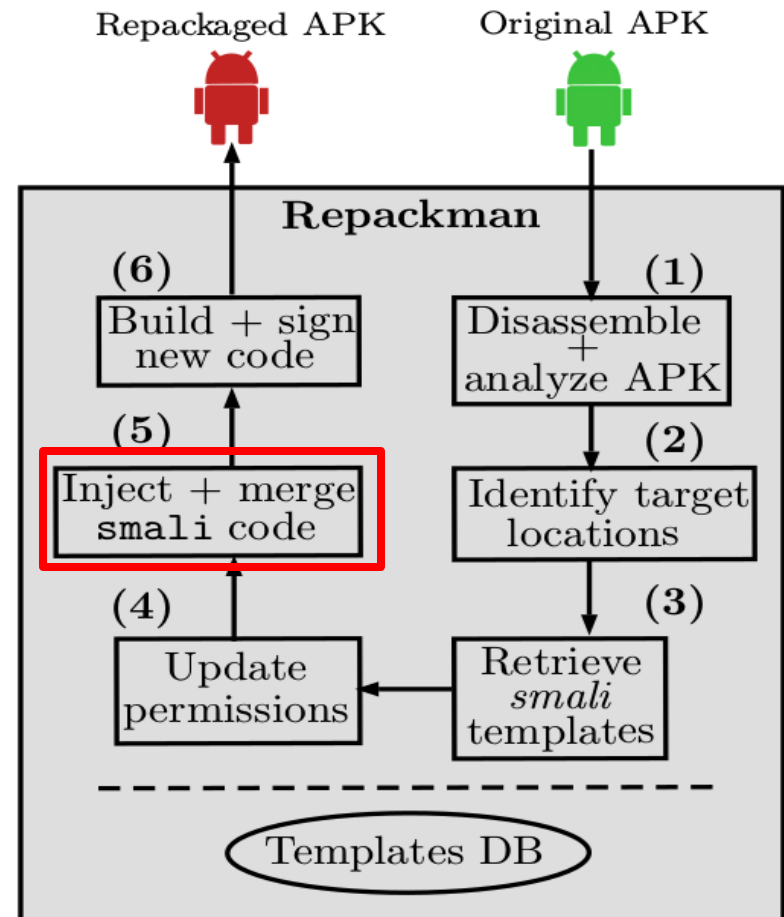 Repackaged APK
Original APK
Repackman
(1)
Disassemble
+
analyze APK
(2)
Identify target
locations
(3)
Retrieve
smali
templates
(4)
Update
permissions
(5)
Inject + merge
smali code
(6)
Build + sign
new code
Templates DB